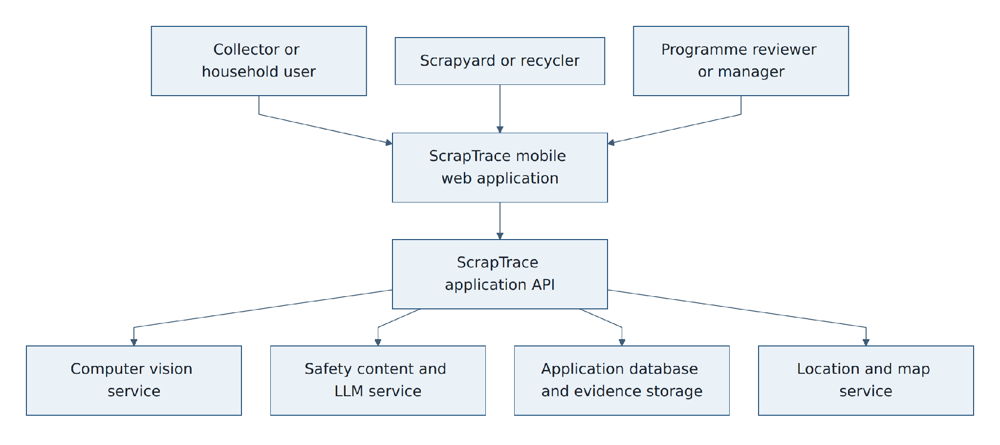 Collector or
household user
Scrapyard or recycler
Programme reviewer
or manager
ScrapTrace mobile
web application
ScrapTrace
application API
Computer vision
service
Safety content and
LLM service
Application database
and evidence storage
Location and map
service